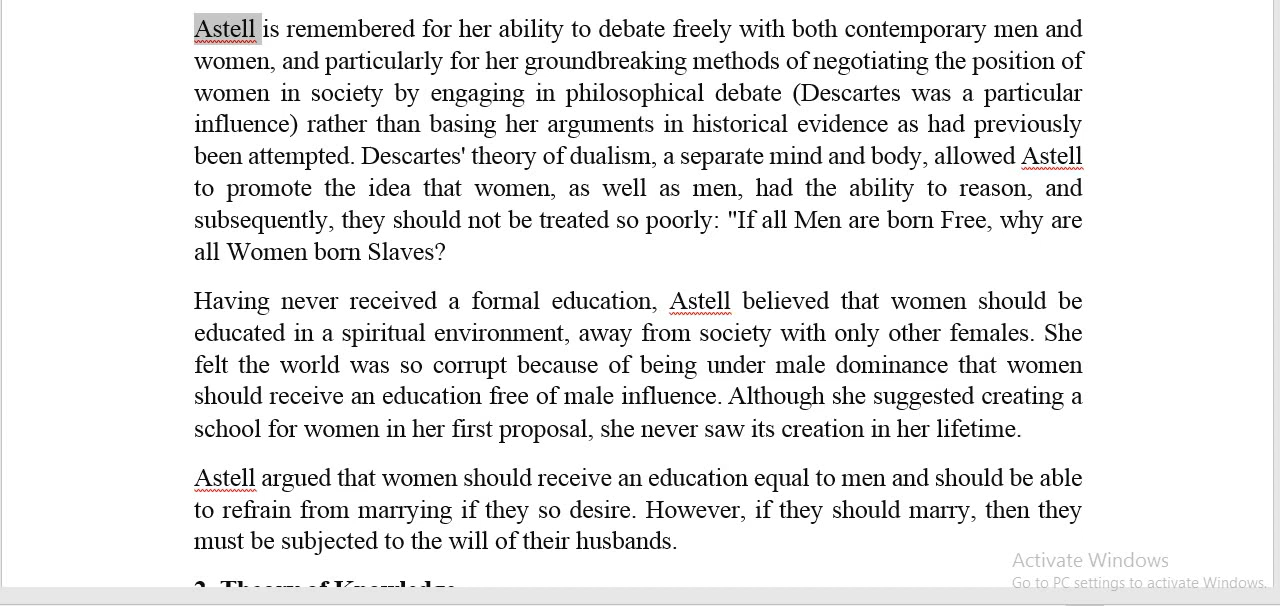 Astell is remembered for her ability to debate freely with both contemporary men and
women, and particularly for her groundbreaking methods of negotiating the position of
women in society by engaging in philosophical debate (Descartes was a particular
influence) rather than basing her arguments in historical evidence as had previously
been attempted. Descartes' theory of dualism, a separate mind and body, allowed Astell
to promote the idea that women, as well as men, had the ability to reason, and
subsequently, they should not be treated so poorly: "If all Men are born Free, why are
all Women born Slaves?
Having never received a formal education, Astell believed that women should be
educated in a spiritual environment, away from society with only other females. She
felt the world was so corrupt because of being under male dominance that women
should receive an education free of male influence. Although she suggested creating a
school for women in her first proposal, she never saw its creation in her lifetime.
Astell argued that women should receive an education equal to men and should be able
to refrain from marrying if they so desire. However, if they should marry, then they
must be subjected to the will of their husbands.
Activate Windows
Go to PC settings to activate Windows.